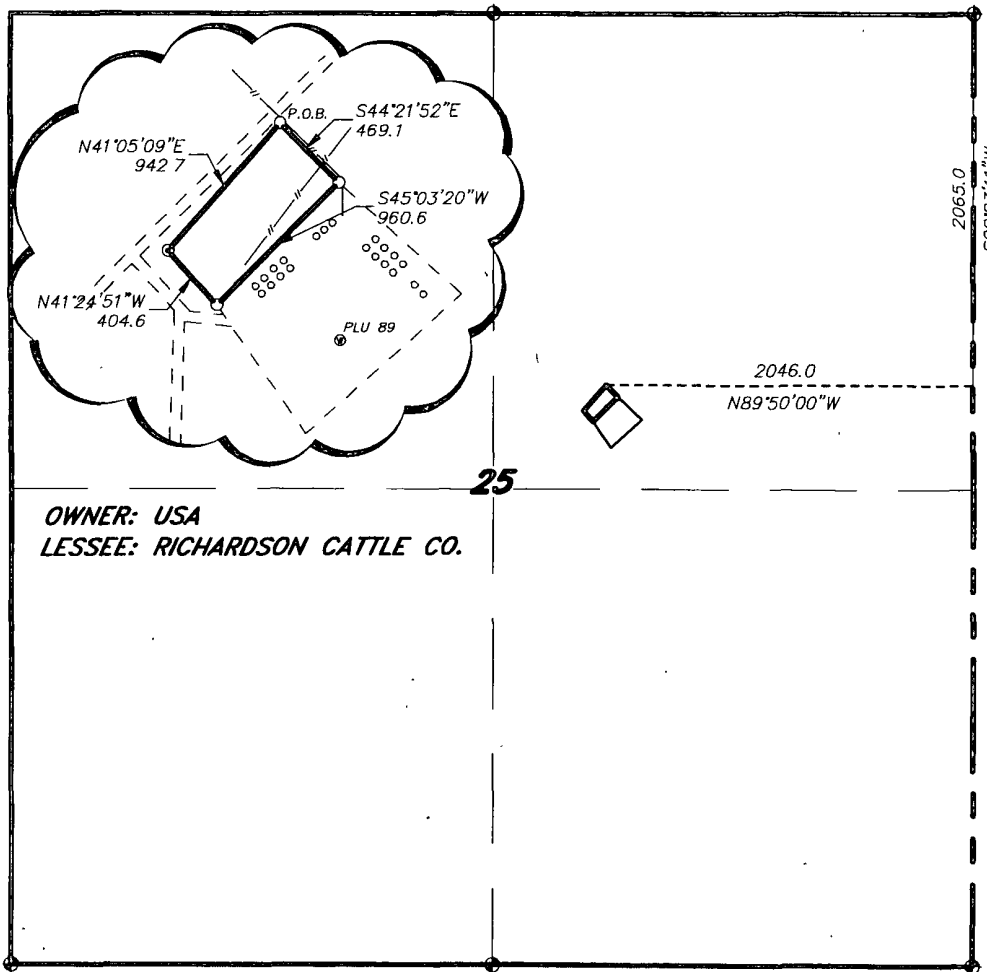 P.O.B.
S44°21'52"E
469.1
N41°05'09"E
942.7
S45°03'20"W
960.6
N41°24'51"W
404.6
PLU 89
2065.0
2046.0
N89°50'00"W
25
OWNER: USA
LESSEE: RICHARDSON CATTLE CO.